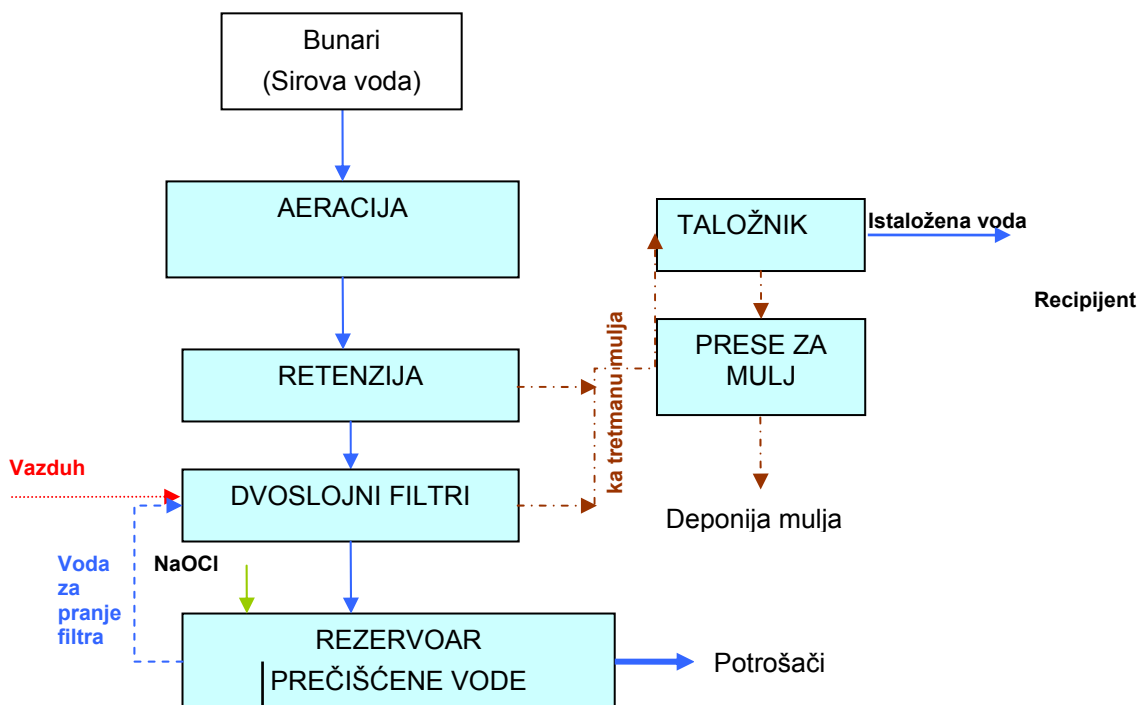 Bunari
(Sirova voda)
AERACIJA
TALOŽNIK
Istaložena voda
Recipijent
PRESE ZA
MULJ
RETENZIJA
ka tretmanu mulja
Vazduh
DVOSLOJNI FILTRI
Deponija mulja
Voda
za
pranje
filtra
NaOCl
REZERVOAR
PREČIŠĆENE VODE
Potrošači